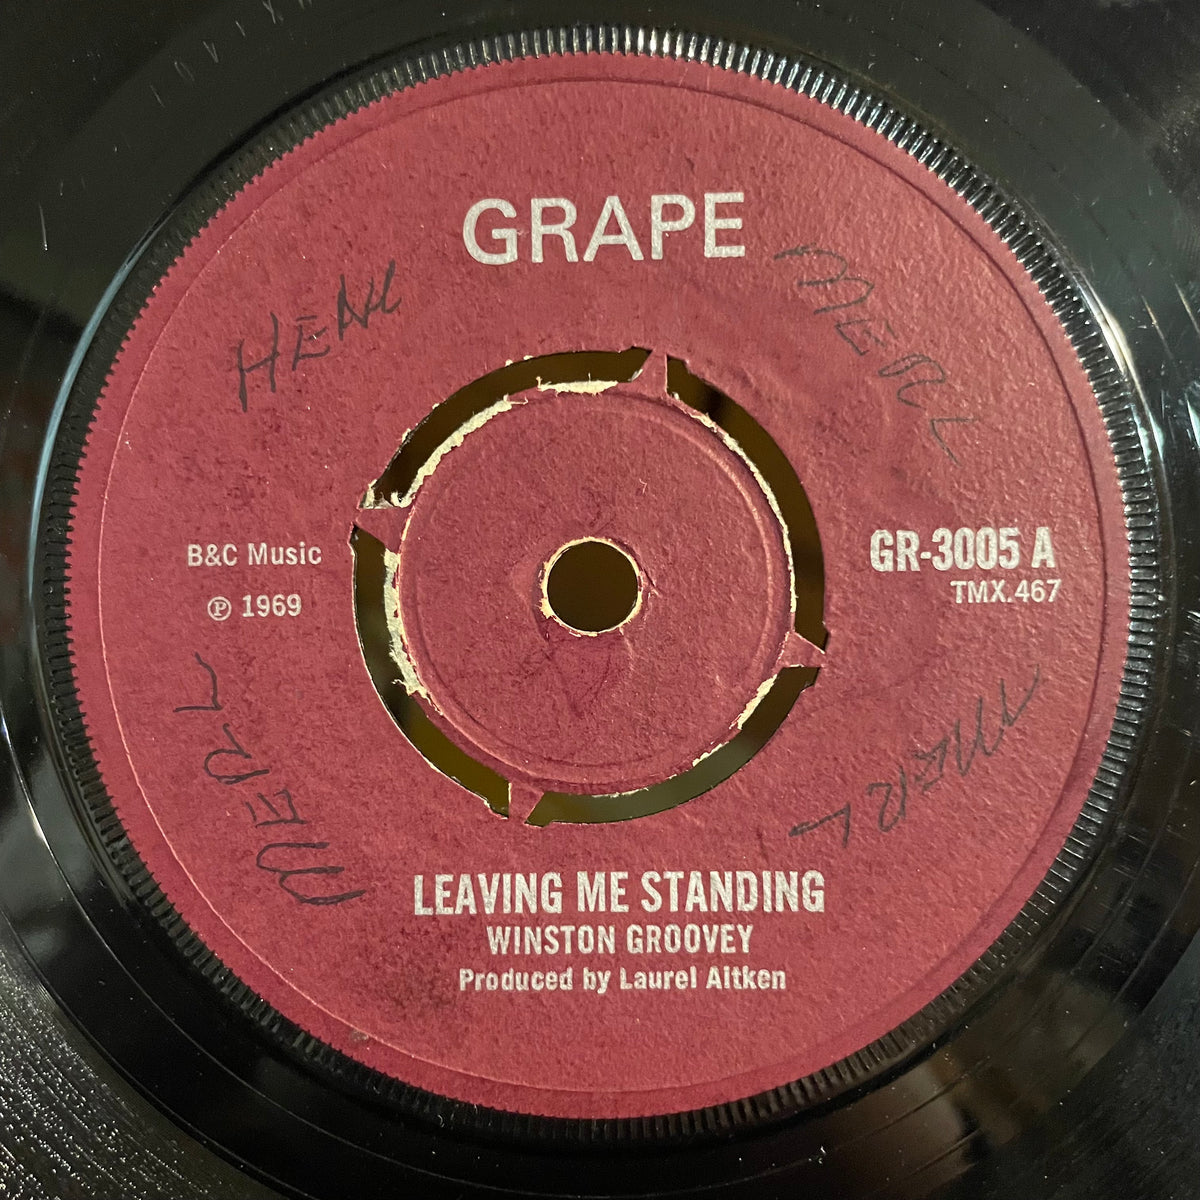 GRAPE
HENL
MERL
B&C Music
℗ 1969
GR-3005 A
TMX.467
MERL
MERL
LEAVING ME STANDING
WINSTON GROOVEY
Produced by Laurel Aitken